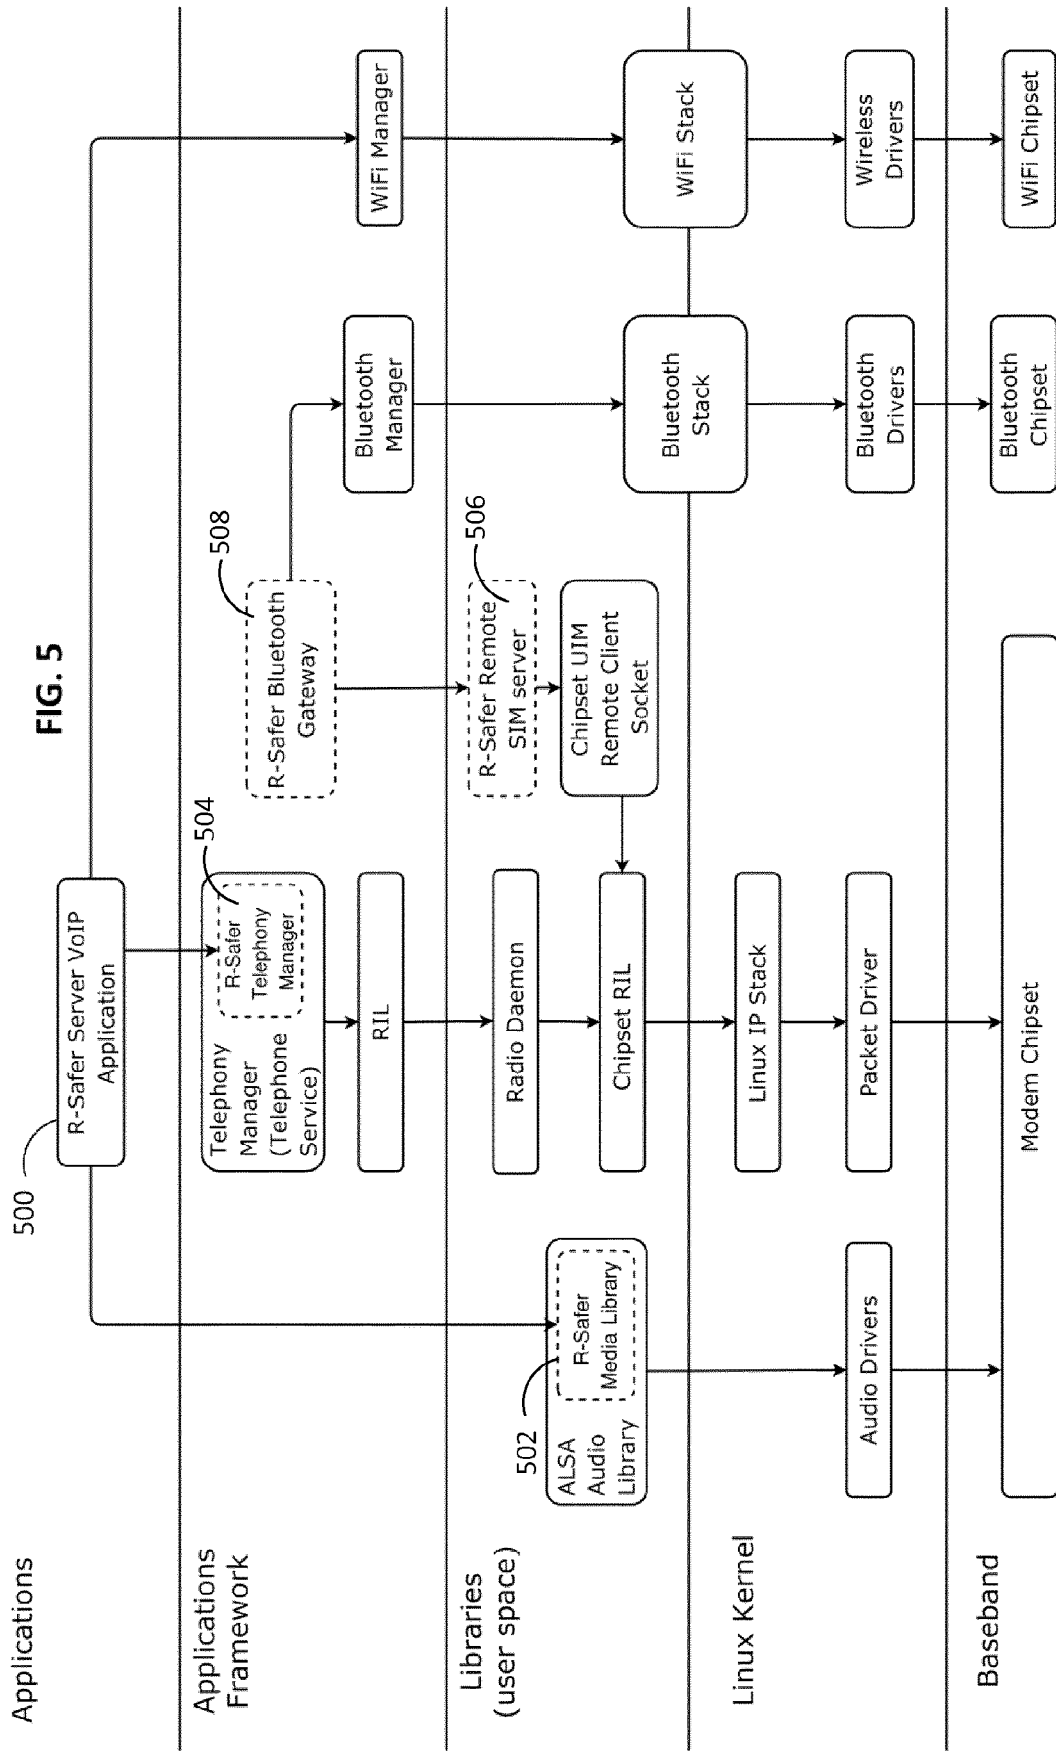 FIG. 5
Applications
500
R-Safer Server VoIP
Application
Applications
Framework
Telephony
Manager
(Telephone
Service)
R-Safer
Telephony
Manager
504
RIL
R-Safer Bluetooth
Gateway
508
Bluetooth
Manager
WiFi Manager
Libraries
(user space)
502
ALSA
Audio
Library
R-Safer
Media Library
Radio Daemon
Chipset RIL
R-Safer Remote
SIM server
506
Chipset UIM
Remote Client
Socket
Bluetooth
Stack
WiFi Stack
Linux Kernel
Linux IP Stack
Audio Drivers
Packet Driver
Bluetooth
Drivers
Wireless
Drivers
Baseband
Modem Chipset
Bluetooth
Chipset
WiFi Chipset